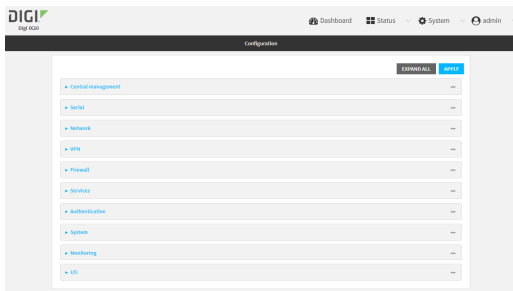 DIGI
Digi IX30
Dashboard
Status
System
admin
Configuration
EXPAND ALL
APPLY
Central management
Serial
Network
VPN
Firewall
Services
Authentication
System
Monitoring
I/O